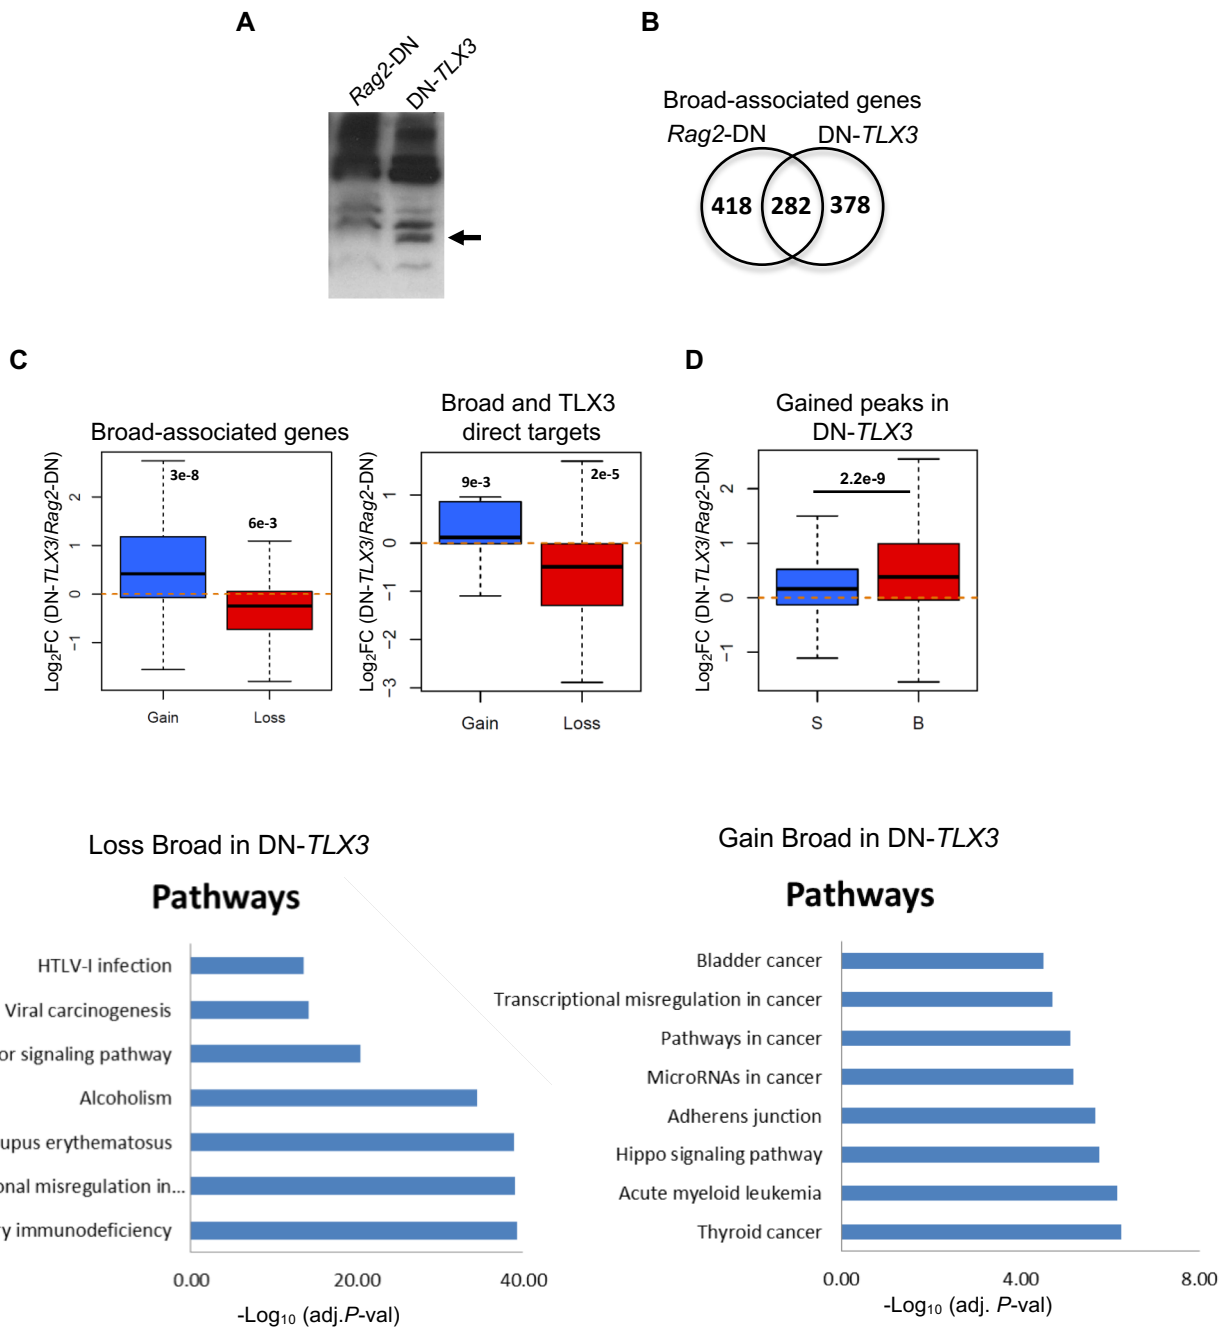 A
Rag2-DN
DN-TLX3
B
Broad-associated genes
Rag2-DN
DN-TLX3
418
282
378
C
Broad-associated genes
Log2FC (DN-TLX3/Rag2-DN)
2
1
0
−1
3e-8
6e-3
Gain
Loss
Broad and TLX3
direct targets
Log2FC (DN-TLX3/Rag2-DN)
1
0
−1
−2
−3
9e-3
2e-5
Gain
Loss
D
Gained peaks in
DN-TLX3
Log2FC (DN-TLX3/Rag2-DN)
2
1
0
−1
2.2e-9
S
B
Loss Broad in DN-TLX3
Pathways
HTLV-I infection
Viral carcinogenesis
or signaling pathway
Alcoholism
upus erythematosus
onal misregulation in...
ry immunodeficiency
0.00
20.00
40.00
-Log10 (adj.P-val)
Gain Broad in DN-TLX3
Pathways
Bladder cancer
Transcriptional misregulation in cancer
Pathways in cancer
MicroRNAs in cancer
Adherens junction
Hippo signaling pathway
Acute myeloid leukemia
Thyroid cancer
0.00
4.00
8.00
-Log10 (adj. P-val)